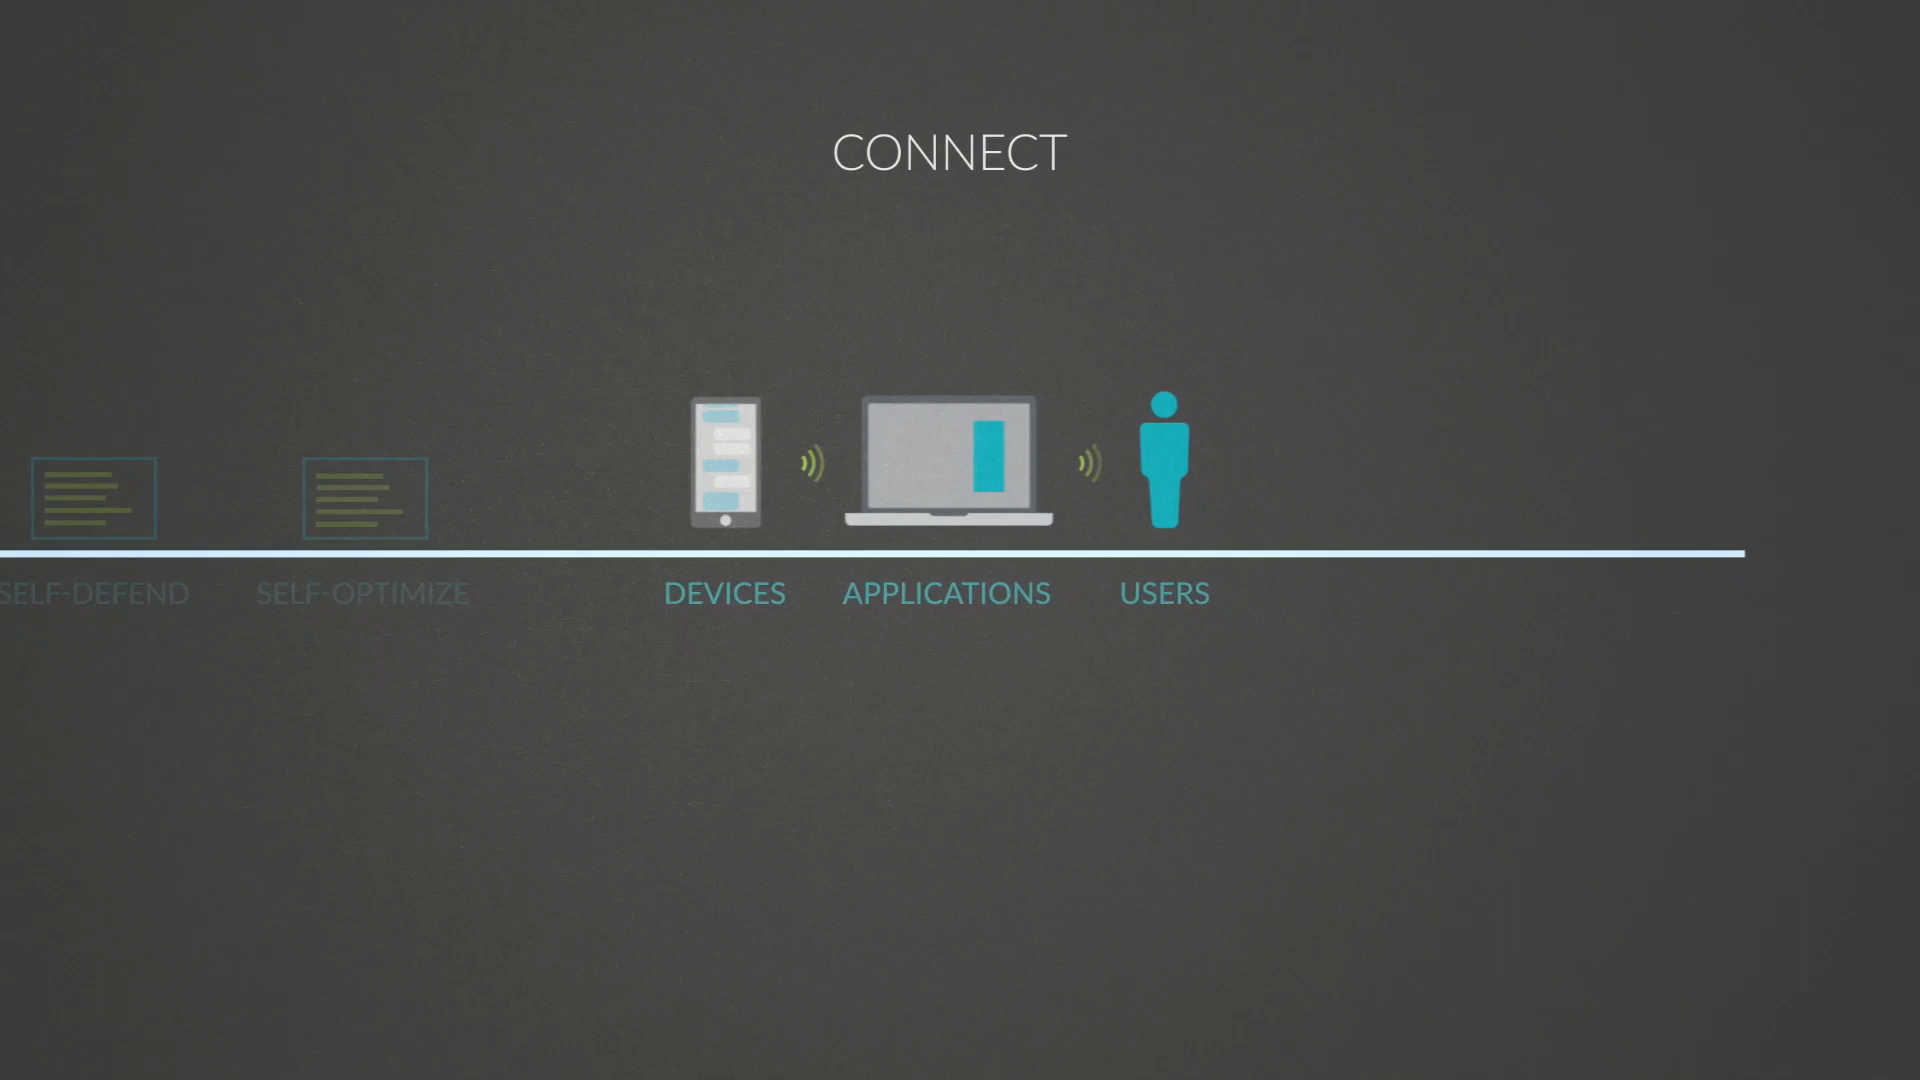 CONNECT
SELF-DEFEND
SELF-OPTIMIZE
DEVICES
APPLICATIONS
USERS